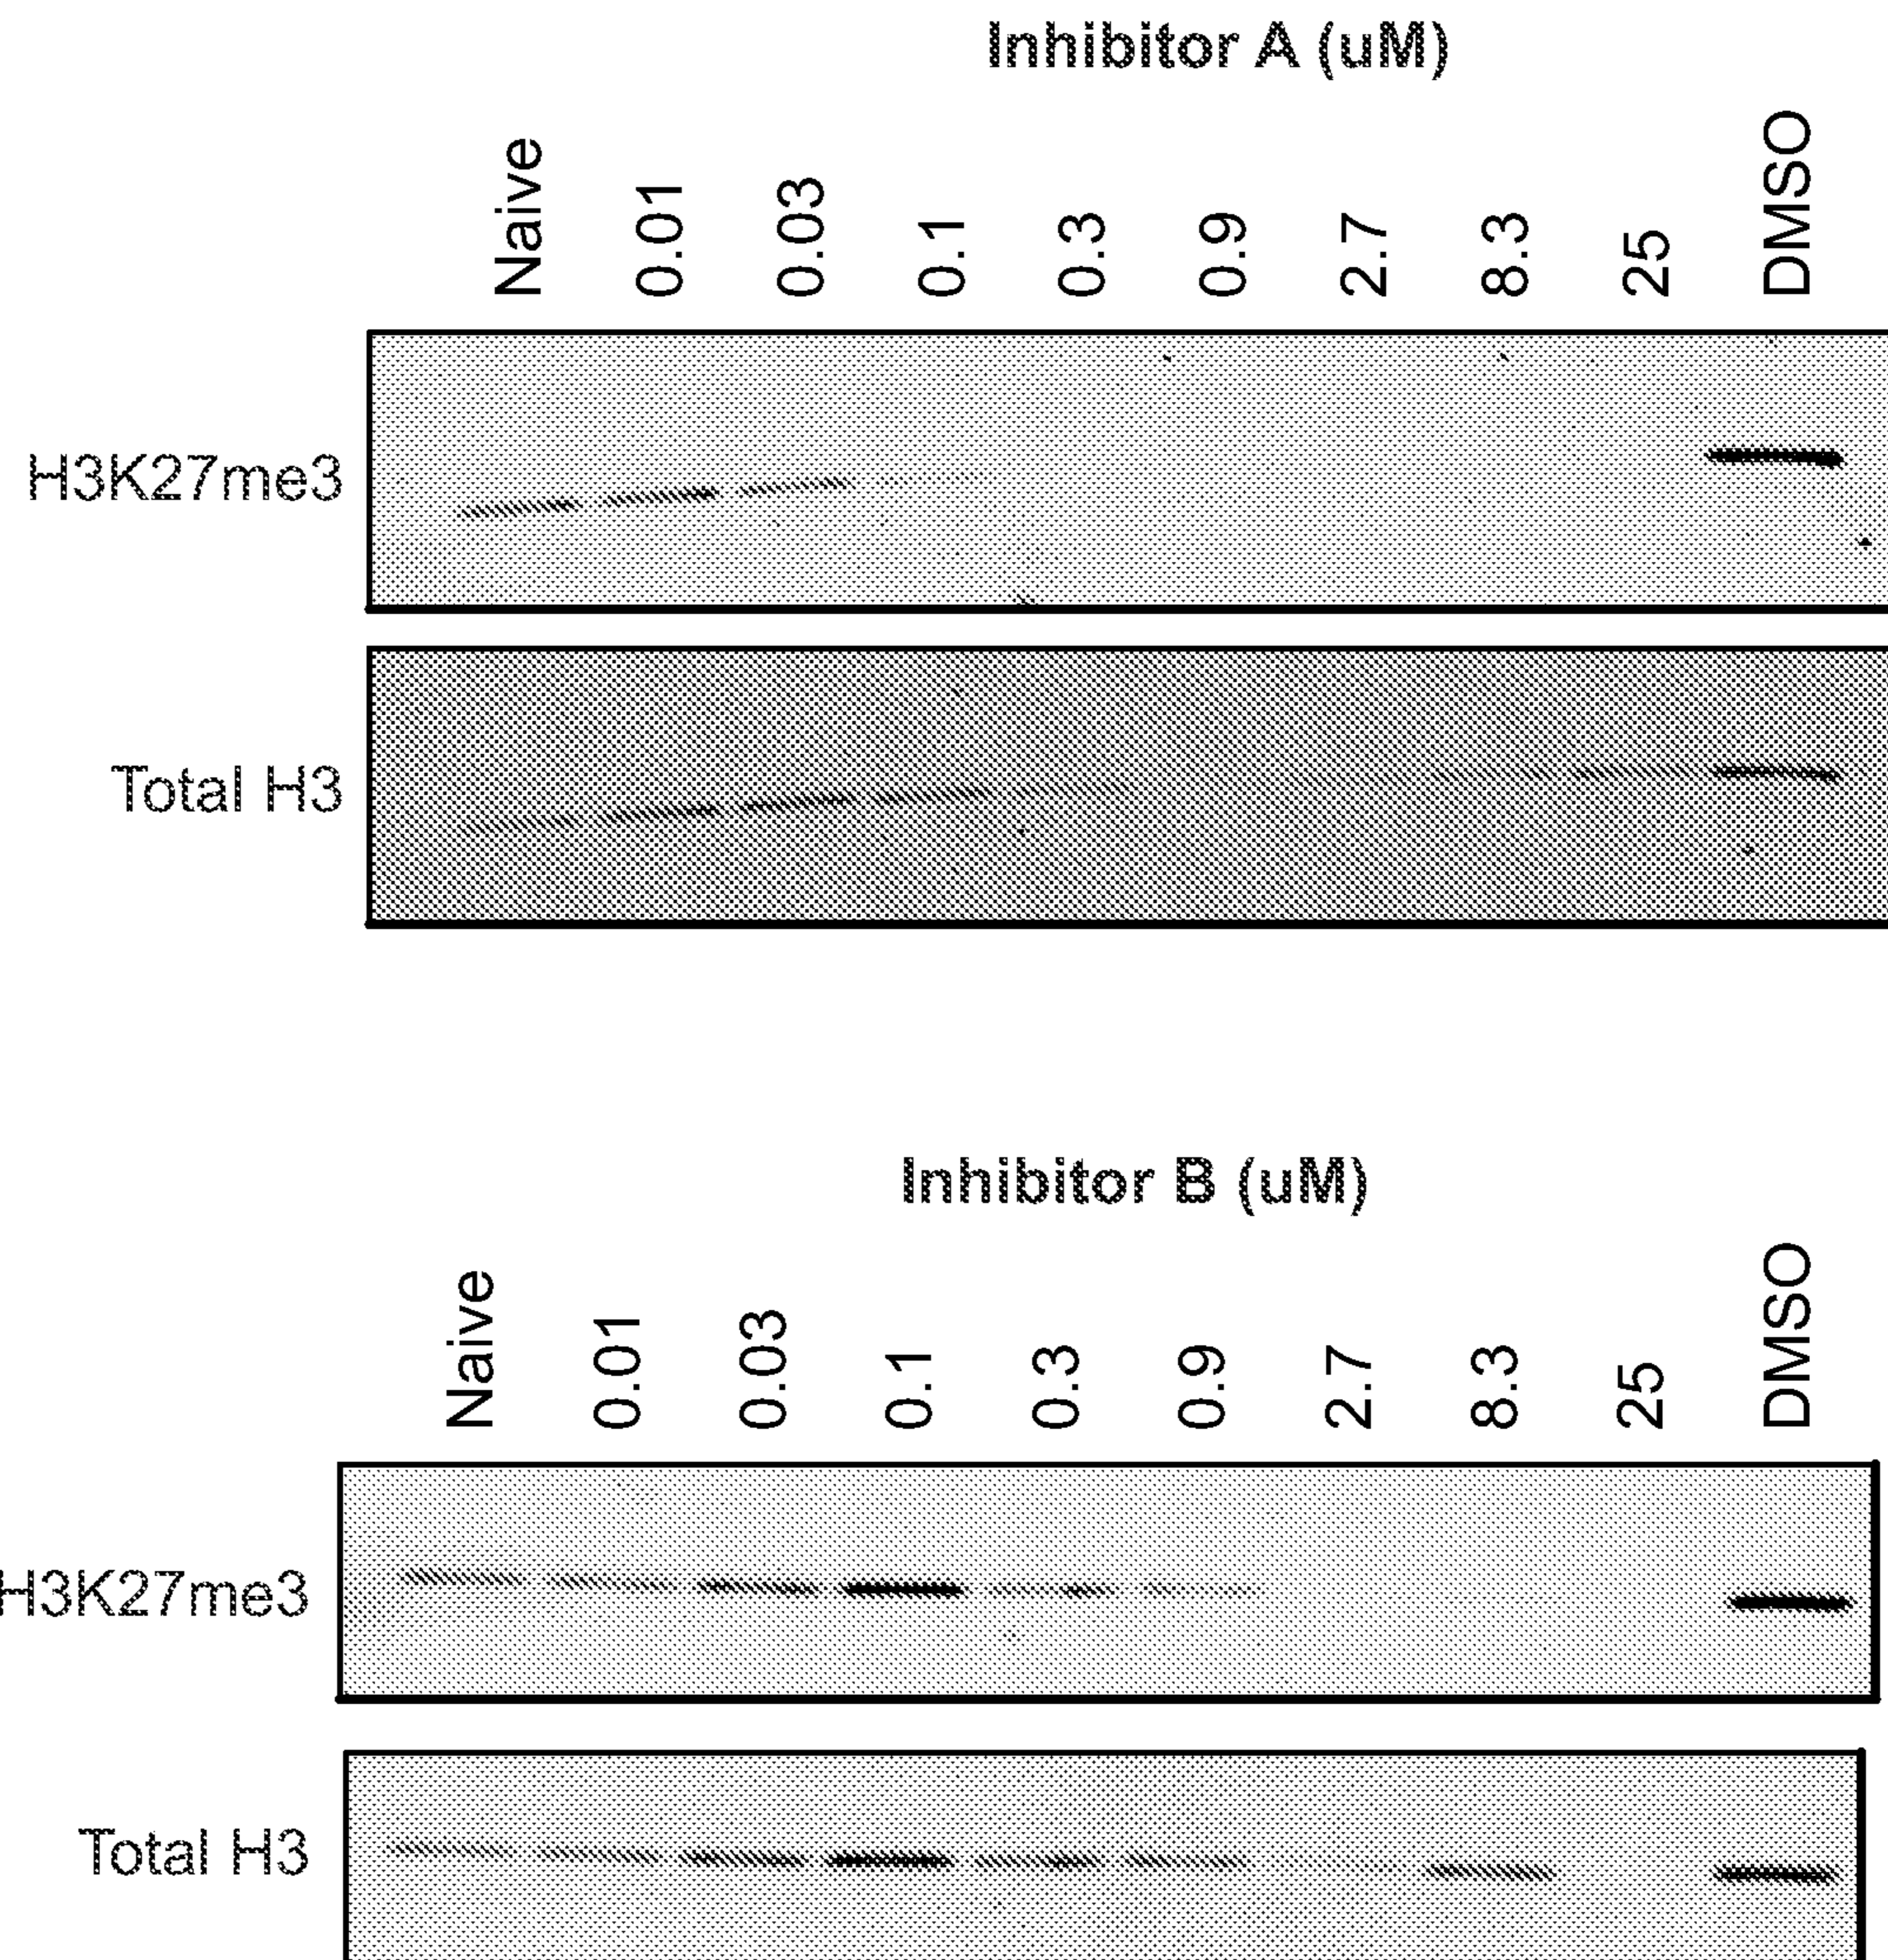 Inhibitor A (uM)
Naive 0.01 0.03 0.1 0.3 0.9 2.7 8.3 25 DMSO
H3K27me3
Total H3
Inhibitor B (uM)
Naive 0.01 0.03 0.1 0.3 0.9 2.7 8.3 25 DMSO
H3K27me3
Total H3